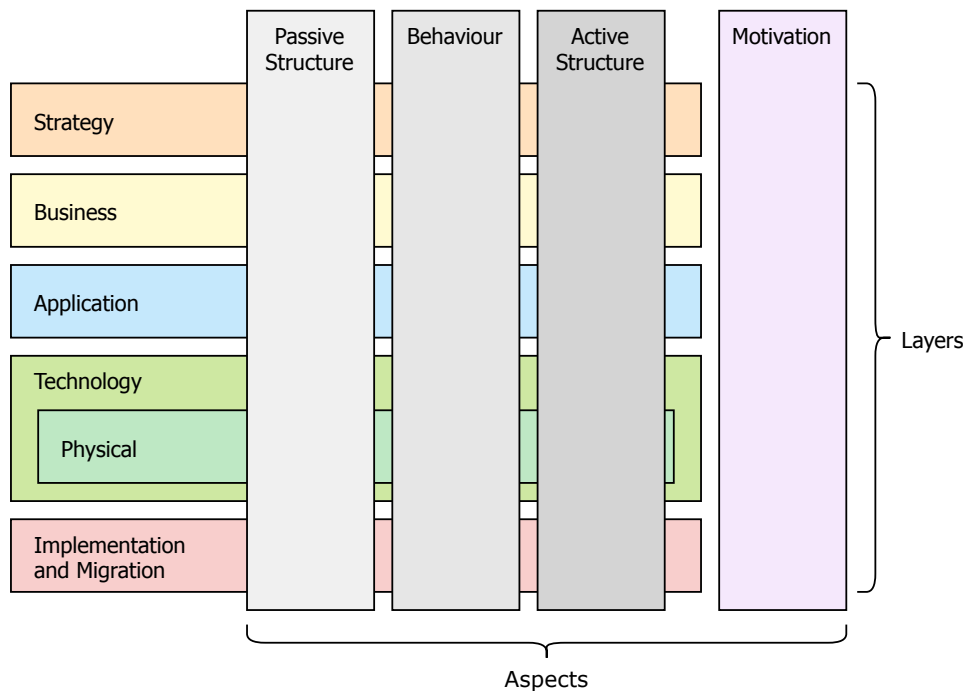 Passive
Structure
Behaviour
Active
Structure
Motivation
Strategy
Business
Application
Technology
Physical
Implementation
and Migration
Layers
Aspects